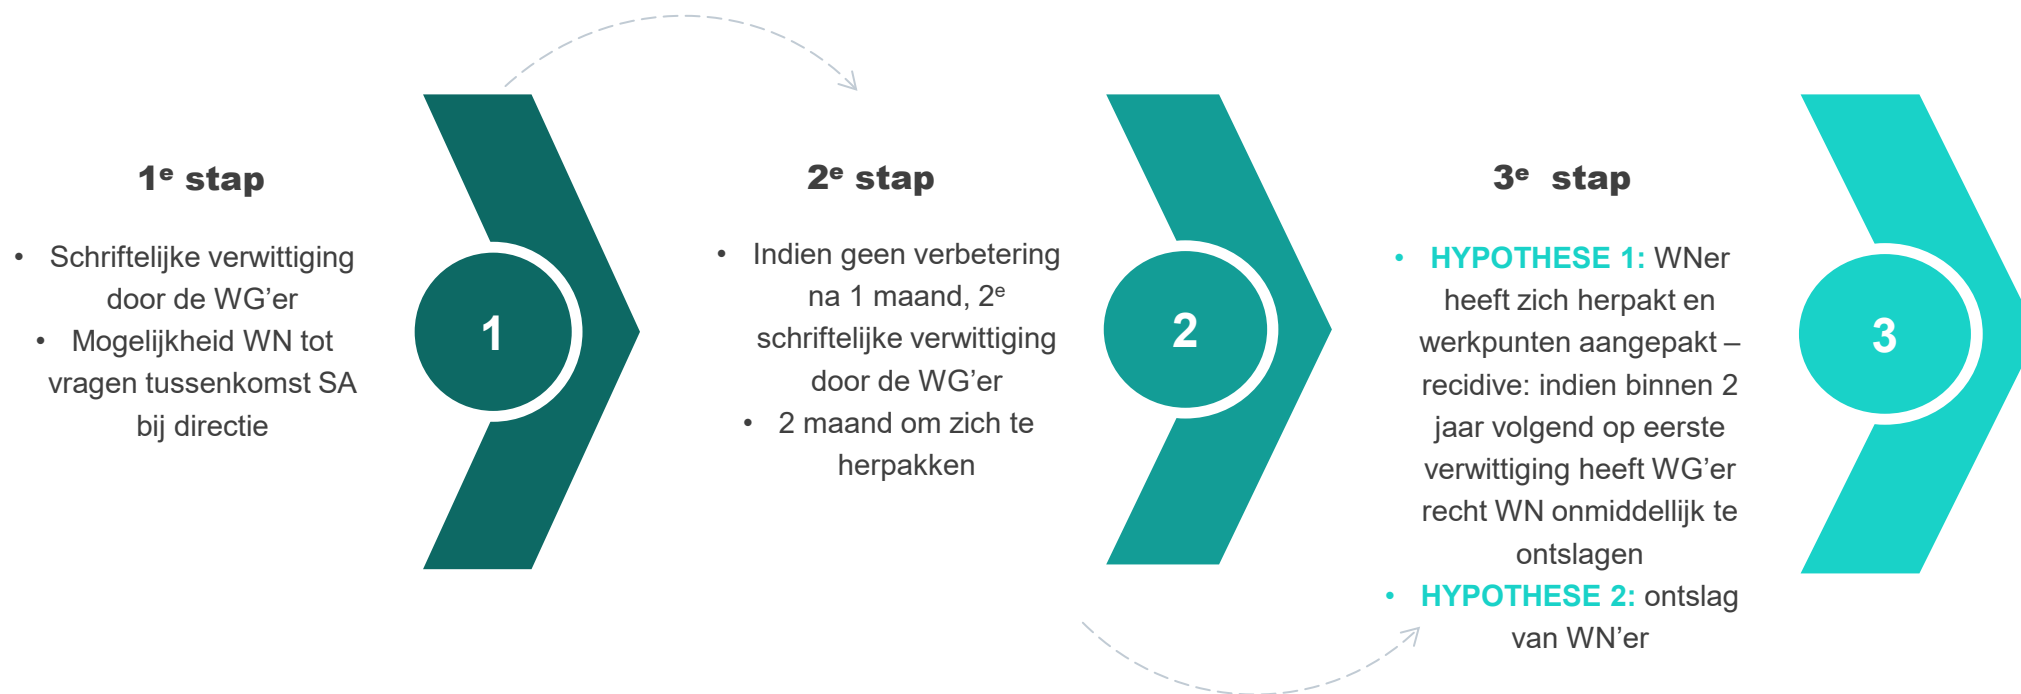 1e stap
• Schriftelijke verwittiging
door de WG’er
• Mogelijkheid WN tot
vragen tussenkomst SA
bij directie
1
2e stap
• Indien geen verbetering
na 1 maand, 2e
schriftelijke verwittiging
door de WG’er
• 2 maand om zich te
herpakken
2
3e stap
• HYPOTHESE 1: WNer
heeft zich herpakt en
werkpunten aangepakt –
recidive: indien binnen 2
jaar volgend op eerste
verwittiging heeft WG’er
recht WN onmiddellijk te
ontslagen
• HYPOTHESE 2: ontslag
van WN’er
3